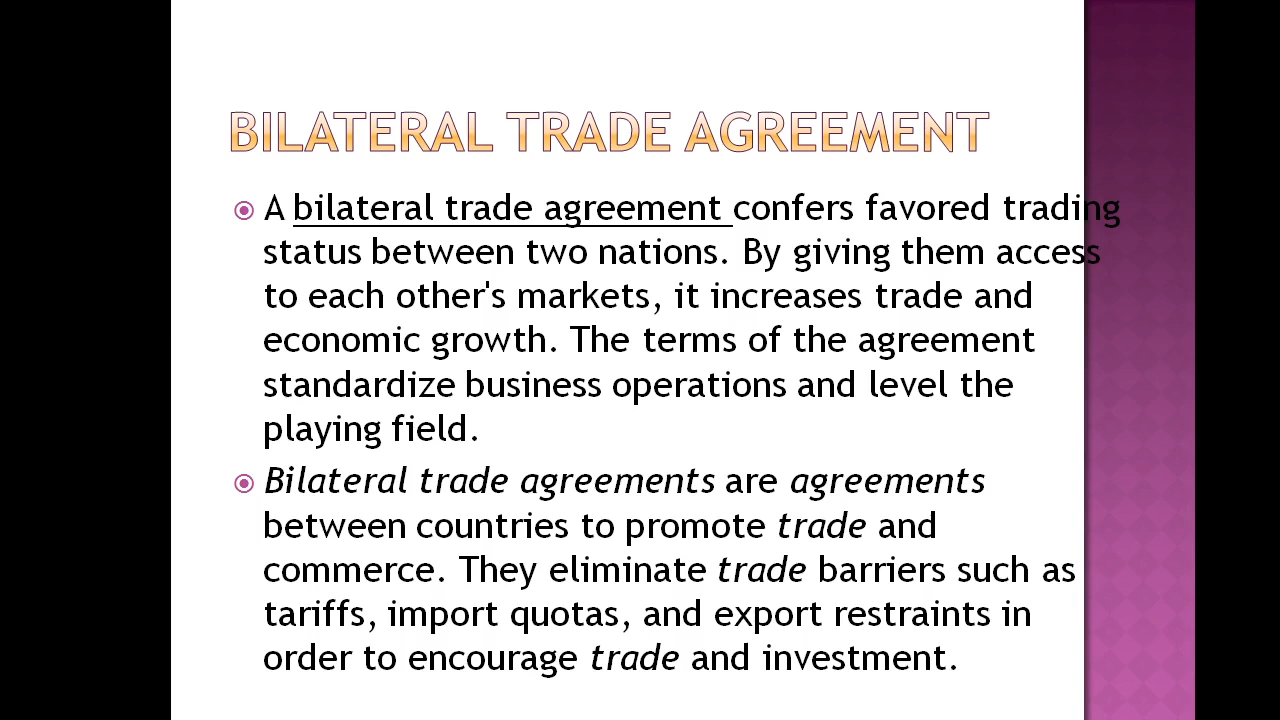 BILATERAL TRADE AGREEMENT
A bilateral trade agreement confers favored trading
status between two nations. By giving them access
to each other's markets, it increases trade and
economic growth. The terms of the agreement
standardize business operations and level the
playing field.
Bilateral trade agreements are agreements
between countries to promote trade and
commerce. They eliminate trade barriers such as
tariffs, import quotas, and export restraints in
order to encourage trade and investment.